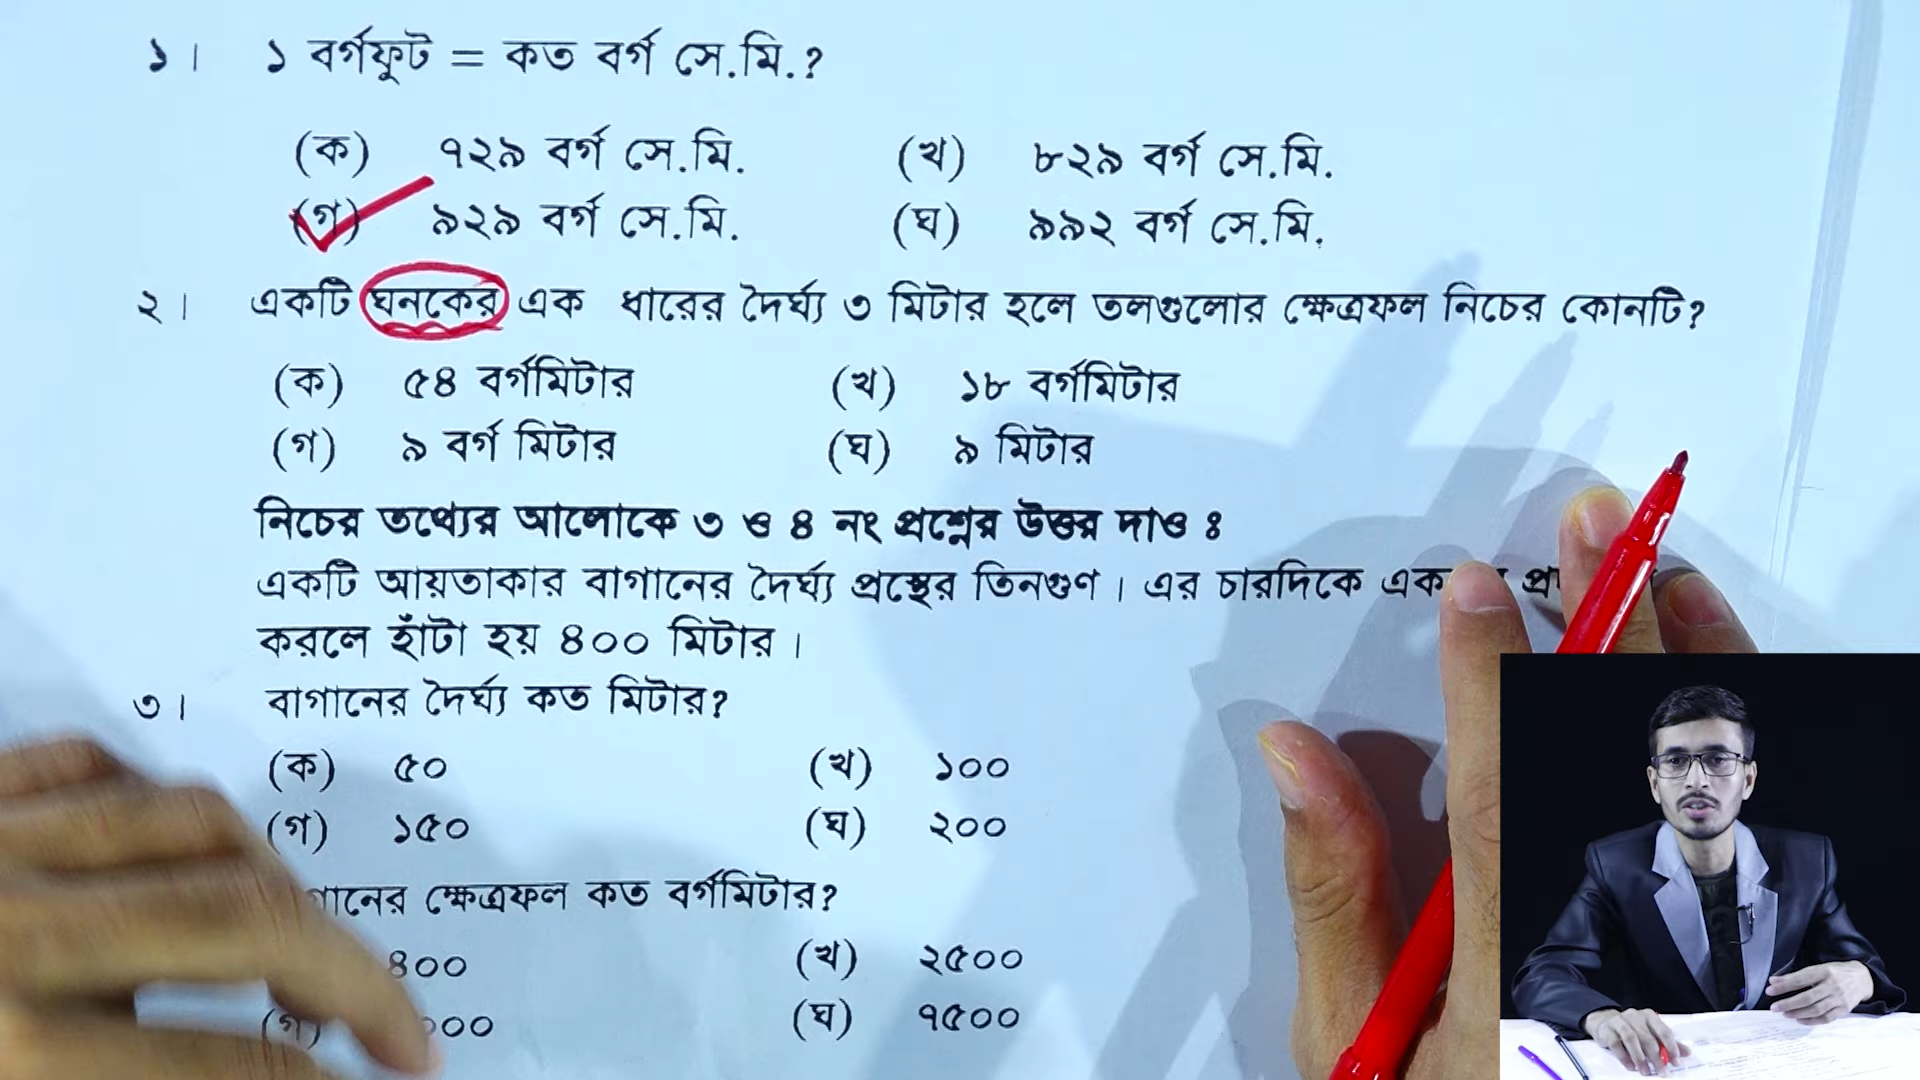 ১। ১ বর্গফুট = কত বর্গ সে.মি.?
(ক) ৭২৯ বর্গ সে.মি. (খ) ৮২৯ বর্গ সে.মি.
(গ) ৯২৯ বর্গ সে.মি. (ঘ) ৯৯২ বর্গ সে.মি.
২। একটি ঘনকের এক ধারের দৈর্ঘ্য ৩ মিটার হলে তলগুলোর ক্ষেত্রফল নিচের কোনটি?
(ক) ৫৪ বর্গমিটার (খ) ১৮ বর্গমিটার
(গ) ৯ বর্গ মিটার (ঘ) ৯ মিটার
নিচের তথ্যের আলোকে ৩ ও ৪ নং প্রশ্নের উত্তর দাও ঃ
একটি আয়তাকার বাগানের দৈর্ঘ্য প্রস্থের তিনগুণ। এর চারদিকে
করলে হাঁটা হয় ৪০০ মিটার।
৩। বাগানের দৈর্ঘ্য কত মিটার?
(ক) ৫০ (খ) ১০০
(গ) ১৫০ (ঘ) ২০০
ক্ষেত্রফল কত বর্গমিটার?
(খ) ২৫০০
(গ) (ঘ) ৭৫০০